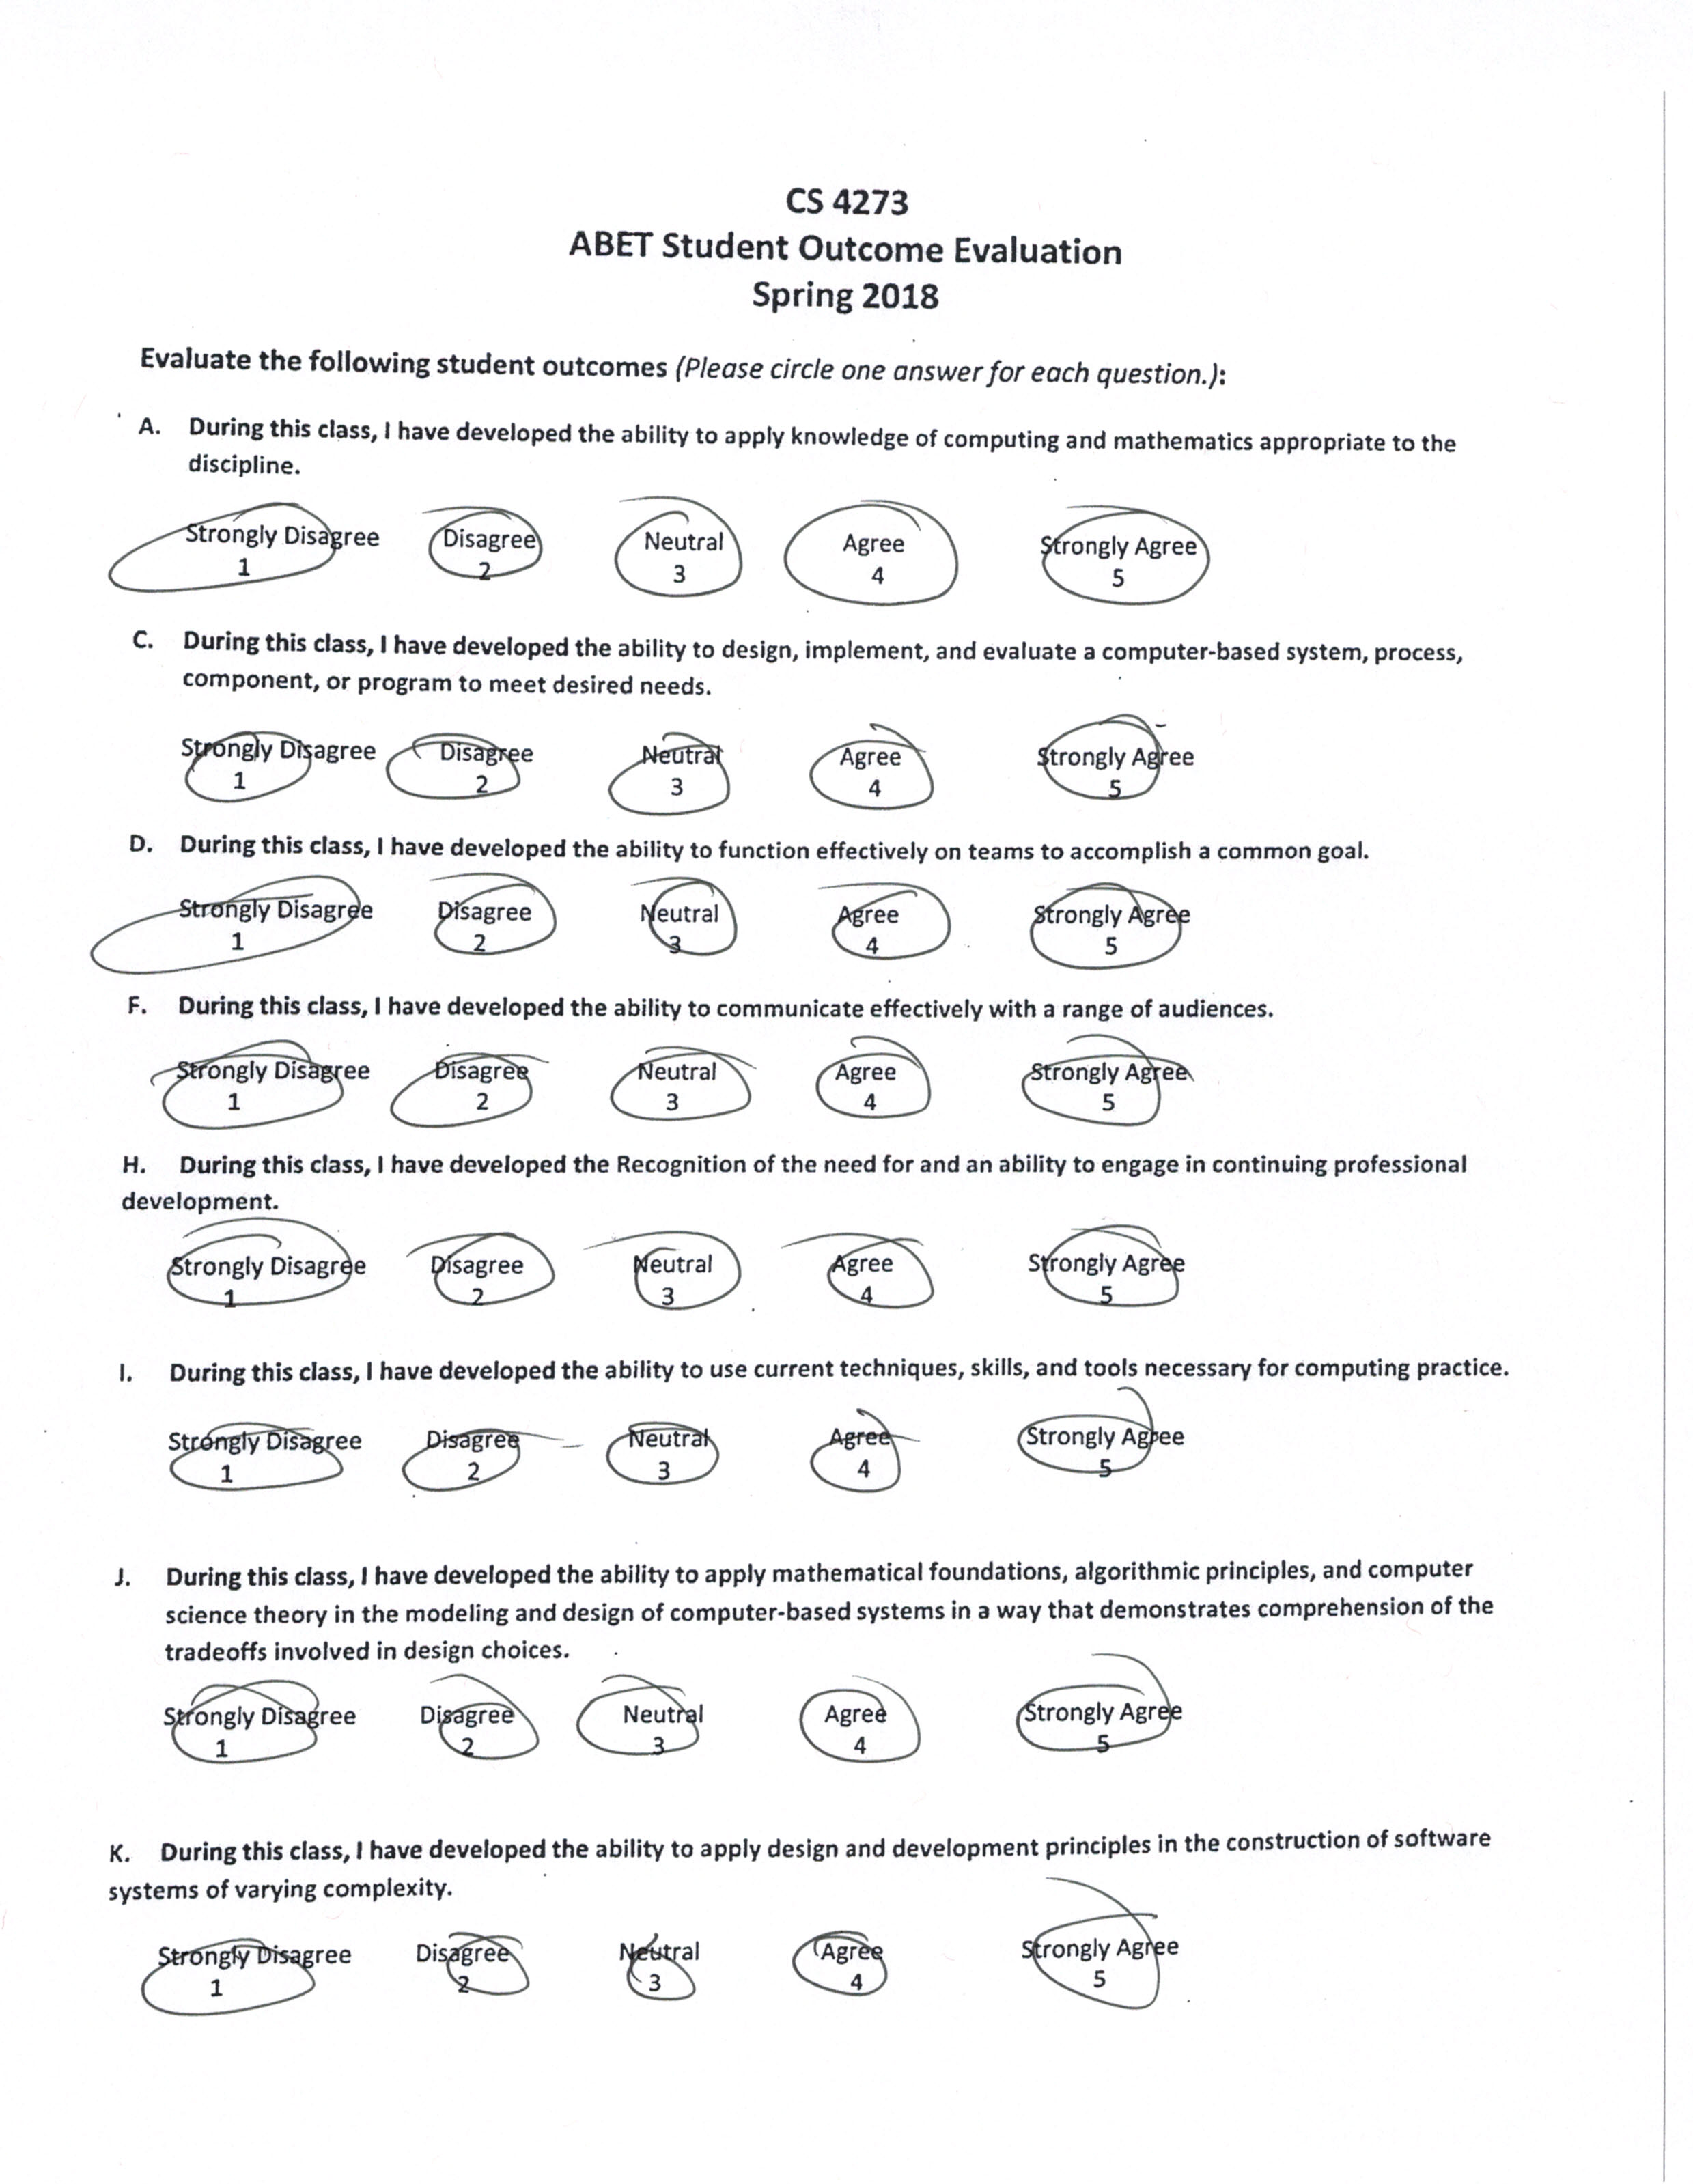 CS 4273
ABET Student Outcome Evaluation
Spring 2018
Evaluate the following student outcomes (Please circle one answer for each question.):
A. During this class, I have developed the ability to apply knowledge of computing and mathematics appropriate to the
discipline.
Strongly Disagree Disagree Neutral Agree Strongly Agree
1 2 3 4 5
C. During this class, I have developed the ability to design, implement, and evaluate a computer-based system, process,
component, or program to meet desired needs.
Strongly Disagree Disagree Neutral Agree Strongly Agree
1 2 3 4 5
D. During this class, I have developed the ability to function effectively on teams to accomplish a common goal.
Strongly Disagree Disagree Neutral Agree Strongly Agree
1 2 3 4 5
F. During this class, I have developed the ability to communicate effectively with a range of audiences.
Strongly Disagree Disagree Neutral Agree Strongly Agree
1 2 3 4 5
H. During this class, I have developed the Recognition of the need for and an ability to engage in continuing professional
development.
Strongly Disagree Disagree Neutral Agree Strongly Agree
1 2 3 4 5
I. During this class, I have developed the ability to use current techniques, skills, and tools necessary for computing practice.
Strongly Disagree Disagree Neutral Agree Strongly Agree
1 2 3 4 5
J. During this class, I have developed the ability to apply mathematical foundations, algorithmic principles, and computer
science theory in the modeling and design of computer-based systems in a way that demonstrates comprehension of the
tradeoffs involved in design choices.
Strongly Disagree Disagree Neutral Agree Strongly Agree
1 2 3 4 5
K. During this class, I have developed the ability to apply design and development principles in the construction of software
systems of varying complexity.
Strongly Disagree Disagree Neutral Agree Strongly Agree
1 2 3 4 5